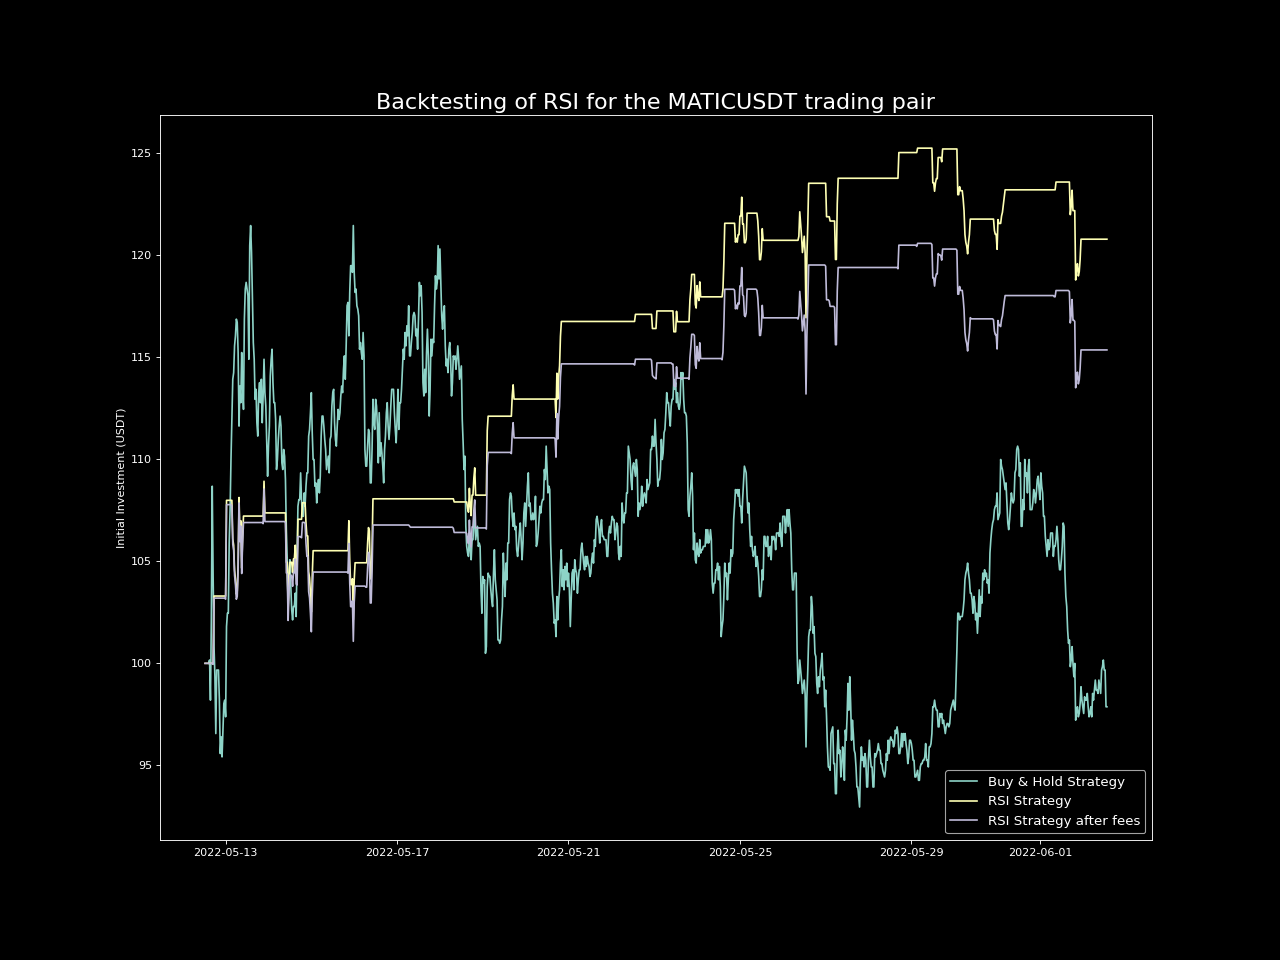 Backtesting of RSI for the MATICUSDT trading pair
Initial Investment (USDT)
125
120
115
110
105
100
95
2022-05-13
2022-05-17
2022-05-21
2022-05-25
2022-05-29
2022-06-01
Buy & Hold Strategy
RSI Strategy
RSI Strategy after fees